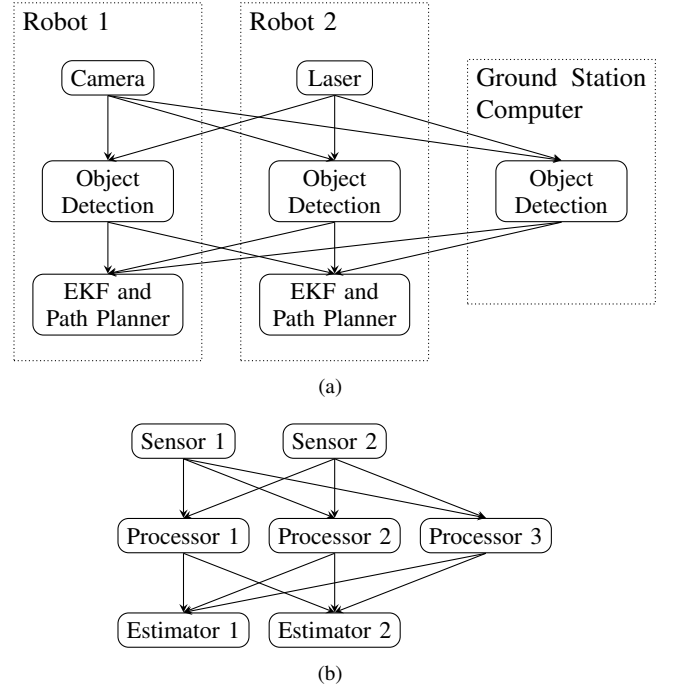 Robot 1
Robot 2
Camera
Laser
Ground Station
Computer
Object
Detection
Object
Detection
Object
Detection
EKF and
Path Planner
EKF and
Path Planner
(a)
Sensor 1
Sensor 2
Processor 1
Processor 2
Processor 3
Estimator 1
Estimator 2
(b)